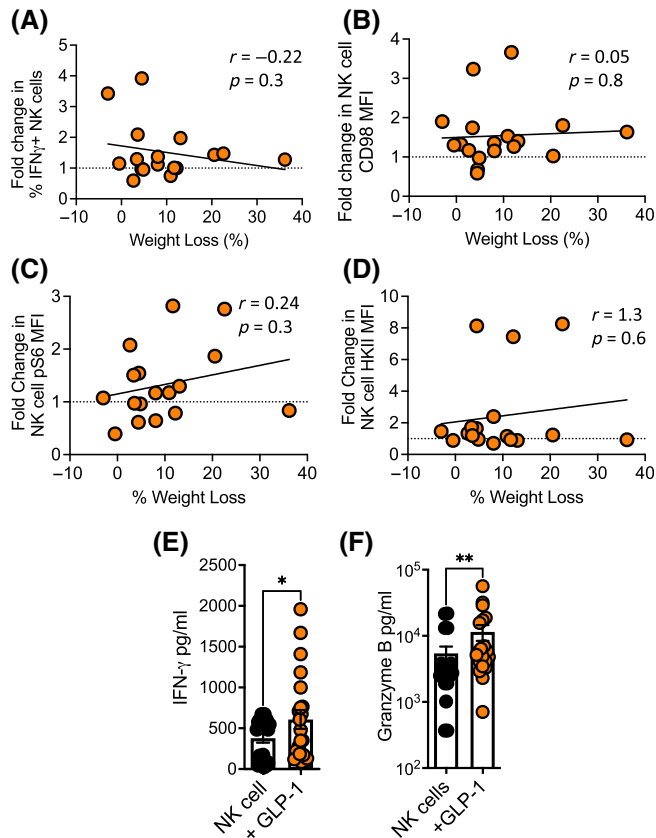 (A)
Fold change in
% IFNγ+ NK cells
5
4
3
2
1
0
−10
0
10
20
30
40
Weight Loss (%)
r = −0.22
p = 0.3
(B)
Fold change in NK cell
CD98 MFI
4
3
2
1
0
−10
0
10
20
30
40
Weight Loss (%)
r = 0.05
p = 0.8
(C)
Fold Change in
NK cell pS6 MFI
3
2
1
0
−10
0
10
20
30
40
% Weight Loss
r = 0.24
p = 0.3
(D)
Fold Change in
NK cell HKII MFI
10
8
6
4
2
0
−10
0
10
20
30
40
% Weight Loss
r = 1.3
p = 0.6
(E)
IFN-γ pg/ml
2500
2000
1500
1000
500
0
*
NK cell
+ GLP-1
(F)
Granzyme B pg/ml
10⁵
10⁴
10³
10²
**
NK cells
+GLP-1